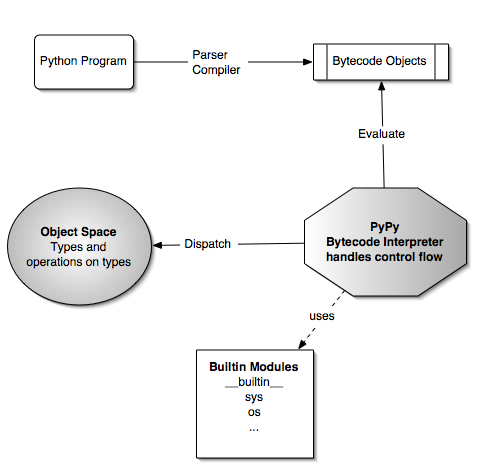 Python Program
Parser
Compiler
Bytecode Objects
Evaluate
Object Space
Types and
operations on types
Dispatch
PyPy
Bytecode Interpreter
handles control flow
uses
Builtin Modules
__builtin__
sys
os
...